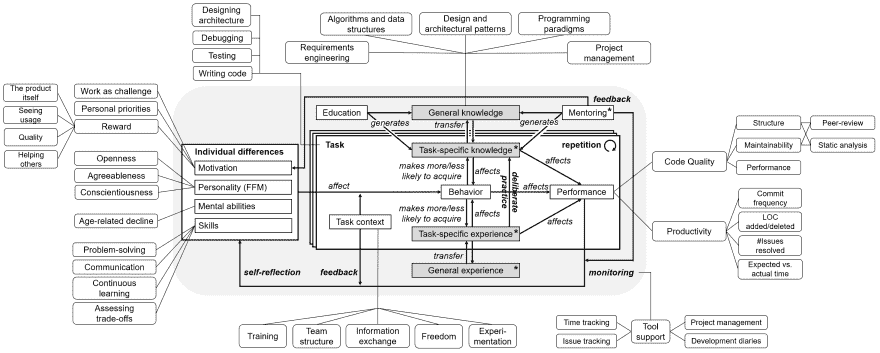 Designing
architecture
Debugging
Testing
Writing code
Algorithms and data
structures
Design and
architectural patterns
Programming
paradigms
Requirements
engineering
Project
management
The product
itself
Seeing
usage
Quality
Helping
others
Work as challenge
Personal priorities
Reward
Openness
Agreeableness
Conscientiousness
Age-related decline
Problem-solving
Communication
Continuous
learning
Assessing
trade-offs
Individual differences
Motivation
Personality (FFM)
Mental abilities
Skills
Education
General knowledge
Mentoring*
feedback
generates
transfer
generates
Task
Task-specific knowledge*
repetition
makes more/less
likely to acquire
affects
affects
affect
Behavior
affects
Performance
deliberate
practice
makes more/less
likely to acquire
affects
affects
Task context
Task-specific experience*
transfer
General experience *
self-reflection
feedback
monitoring
Training
Team
structure
Information
exchange
Freedom
Experi-
mentation
Code Quality
Structure
Maintainability
Performance
Peer-review
Static analysis
Productivity
Commit
frequency
LOC
added/deleted
#Issues
resolved
Expected vs.
actual time
Time tracking
Issue tracking
Tool
support
Project management
Development diaries